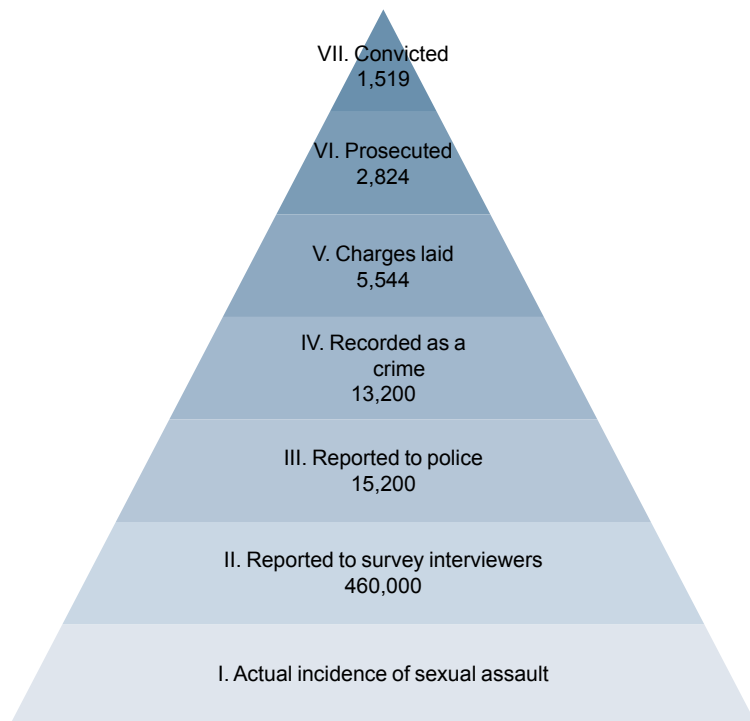 VII. Convicted
1,519
VI. Prosecuted
2,824
V. Charges laid
5,544
IV. Recorded as a
crime
13,200
III. Reported to police
15,200
II. Reported to survey interviewers
460,000
I. Actual incidence of sexual assault